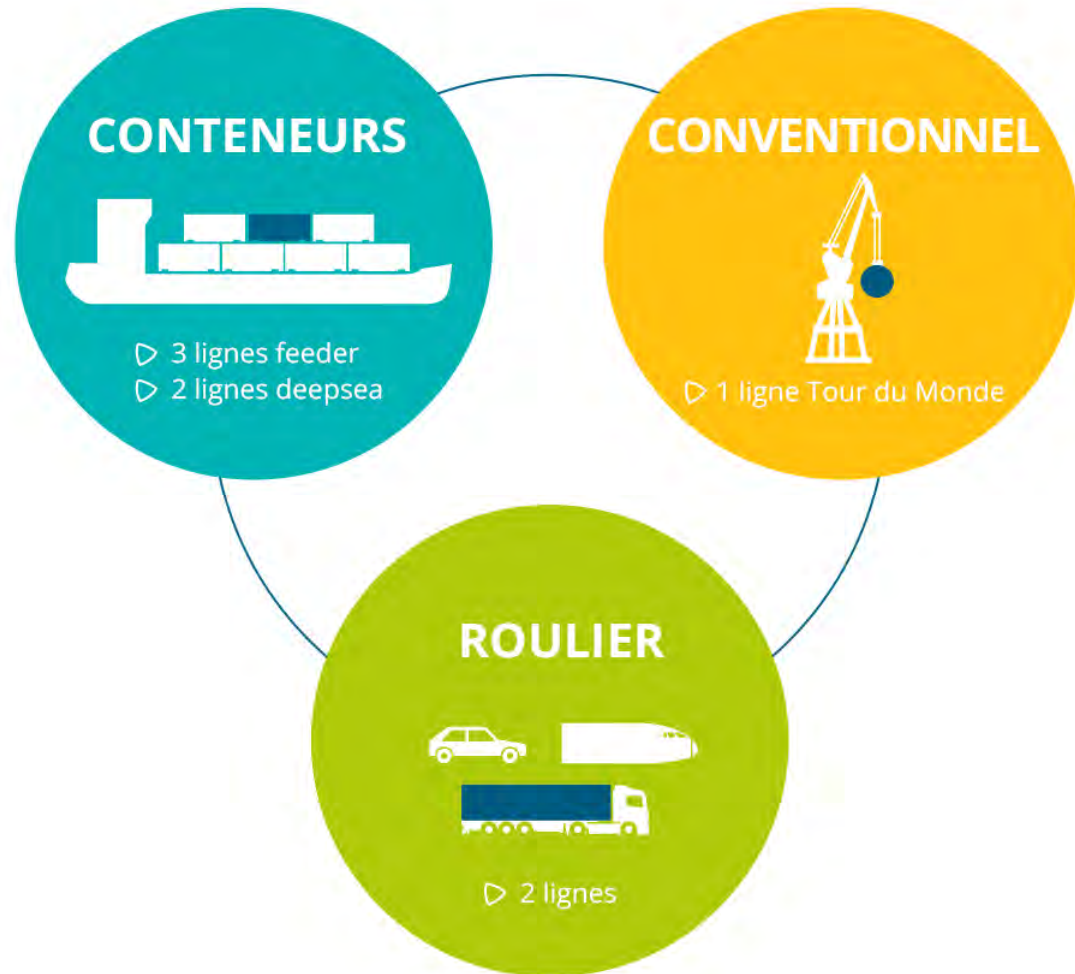 CONTENEURS
3 lignes feeder
2 lignes deepsea
CONVENTIONNEL
1 ligne Tour du Monde
ROULIER
2 lignes